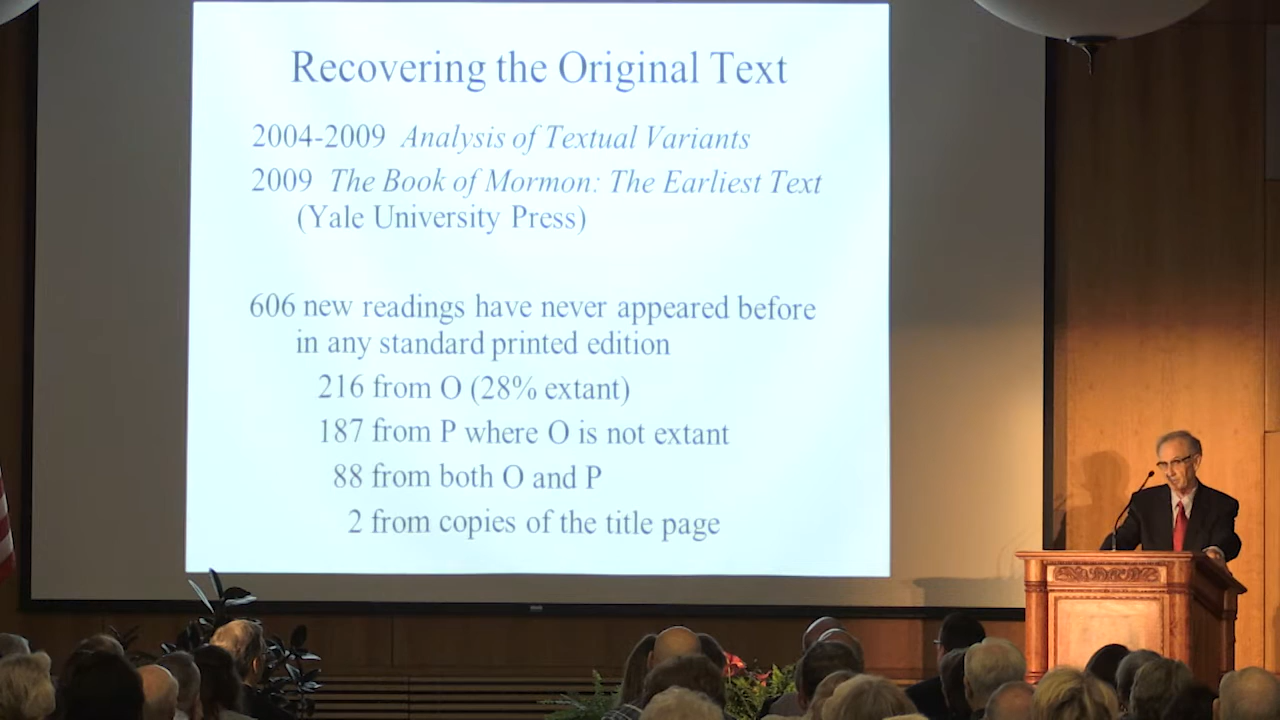 Recovering the Original Text
2004-2009 Analysis of Textual Variants
2009 The Book of Mormon: The Earliest Text
(Yale University Press)
606 new readings have never appeared before
in any standard printed edition
216 from O (28% extant)
187 from P where O is not extant
88 from both O and P
2 from copies of the title page